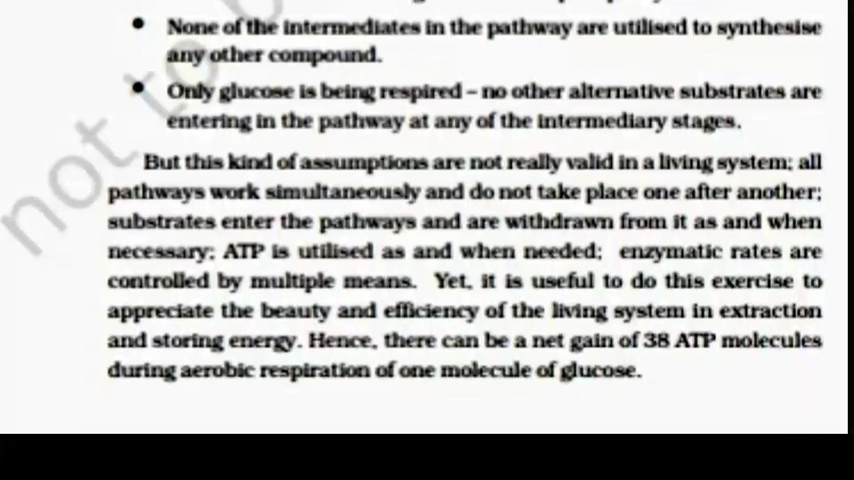 • None of the intermediates in the pathway are utilised to synthesise
any other compound.
• Only glucose is being respired – no other alternative substrates are
entering in the pathway at any of the intermediary stages.
But this kind of assumptions are not really valid in a living system; all
pathways work simultaneously and do not take place one after another;
substrates enter the pathways and are withdrawn from it as and when
necessary; ATP is utilised as and when needed; enzymatic rates are
controlled by multiple means. Yet, it is useful to do this exercise to
appreciate the beauty and efficiency of the living system in extraction
and storing energy. Hence, there can be a net gain of 38 ATP molecules
during aerobic respiration of one molecule of glucose.
not to b